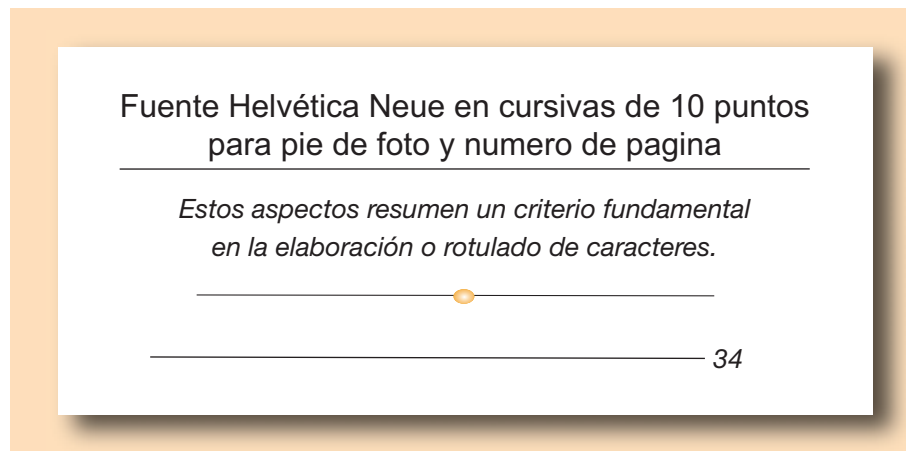 Fuente Helvética Neue en cursivas de 10 puntos
para pie de foto y numero de pagina
Estos aspectos resumen un criterio fundamental
en la elaboración o rotulado de caracteres.
34